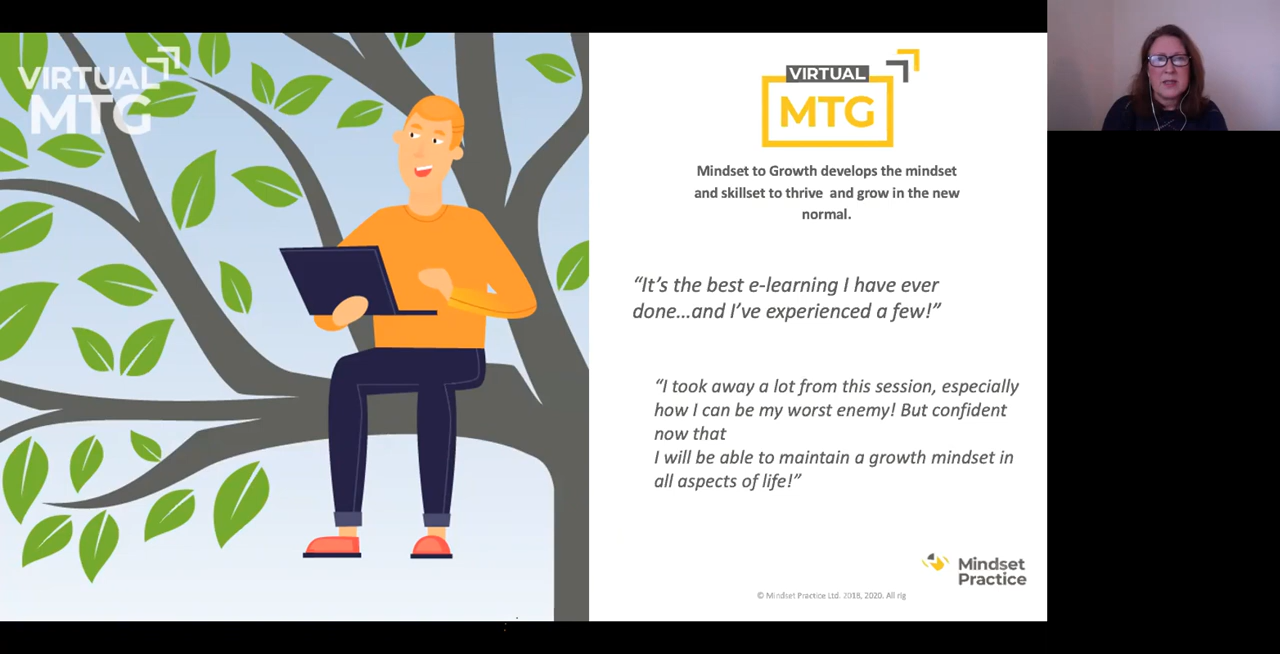 VIRTUAL
MTG
VIRTUAL
MTG
Mindset to Growth develops the mindset
and skillset to thrive and grow in the new
normal.
“It’s the best e-learning I have ever
done...and I’ve experienced a few!”
“I took away a lot from this session, especially
how I can be my worst enemy! But confident
now that
I will be able to maintain a growth mindset in
all aspects of life!”
Mindset
Practice
© Mindset Practice Ltd. 2018, 2020. All rig